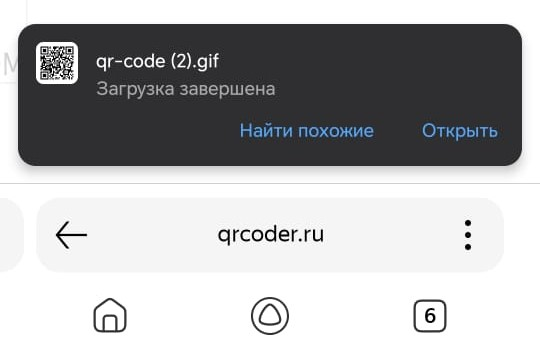 qr-code (2).gif
Загрузка завершена
Найти похожие Открыть
qrcoder.ru
6